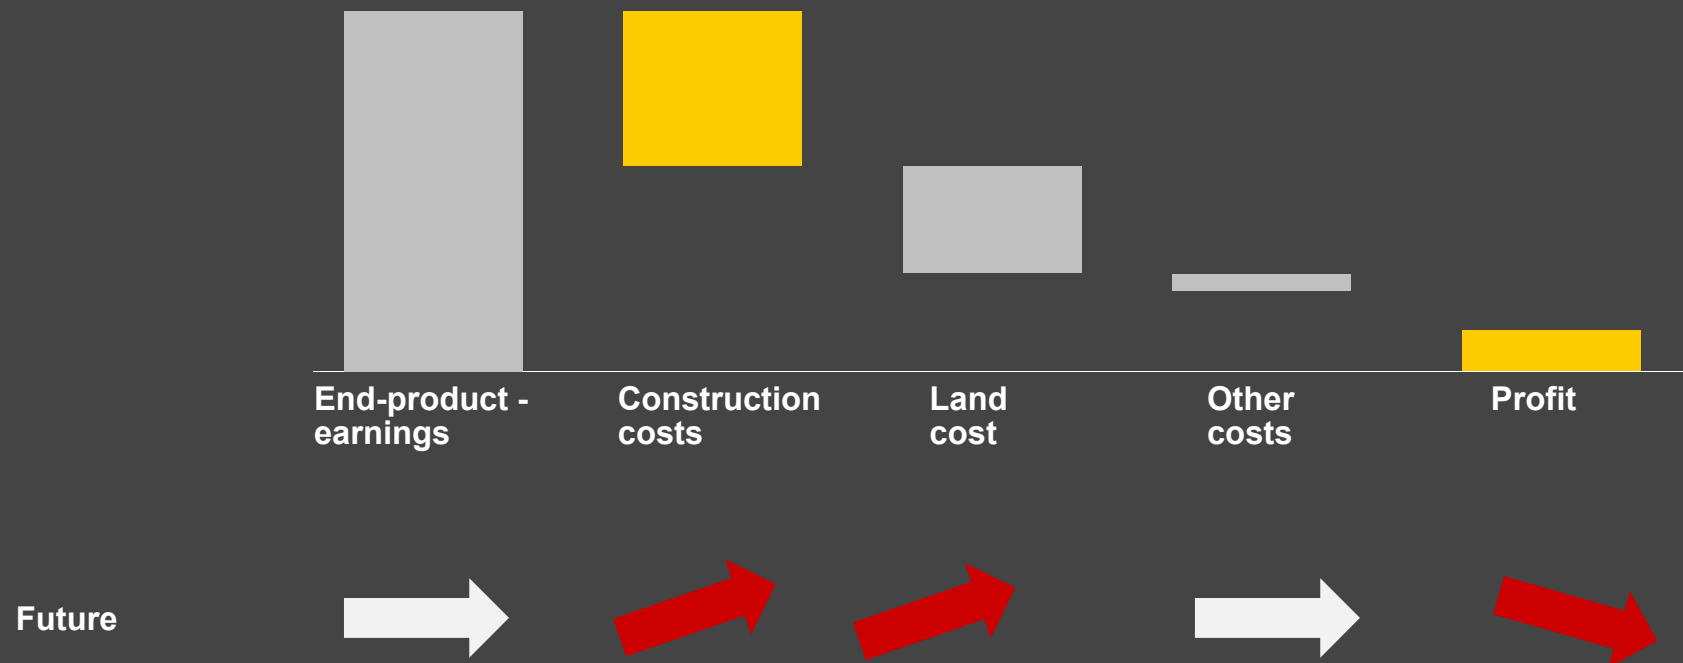 End-product -
earnings
Construction
costs
Land
cost
Other
costs
Profit
Future